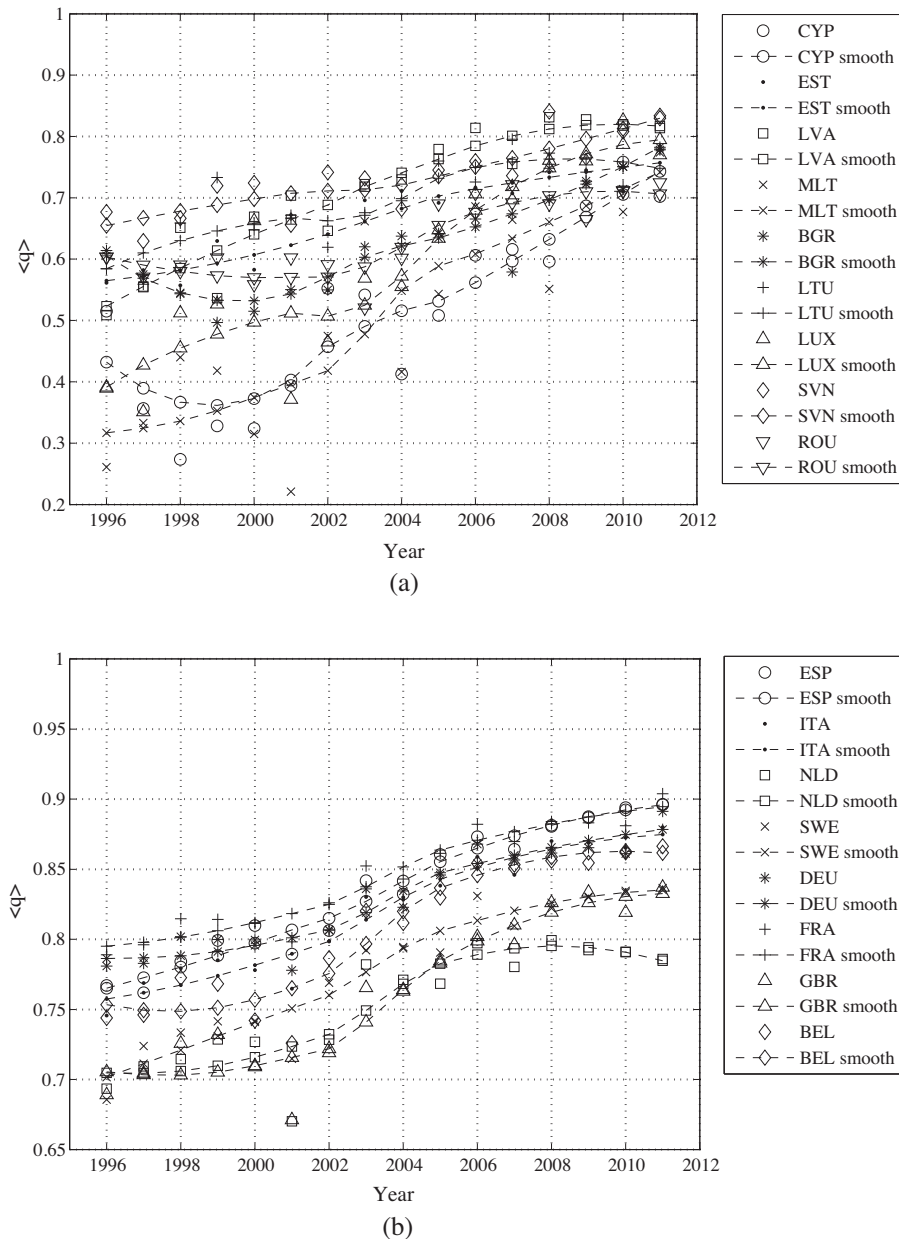 (a)
1
0.9
0.8
0.7
0.6
0.5
0.4
0.3
0.2
<q>
1996 1998 2000 2002 2004 2006 2008 2010 2012
Year
CYP
CYP smooth
EST
EST smooth
LVA
LVA smooth
MLT
MLT smooth
BGR
BGR smooth
LTU
LTU smooth
LUX
LUX smooth
SVN
SVN smooth
ROU
ROU smooth
(b)
1
0.95
0.9
0.85
0.8
0.75
0.7
0.65
<q>
1996 1998 2000 2002 2004 2006 2008 2010 2012
Year
ESP
ESP smooth
ITA
ITA smooth
NLD
NLD smooth
SWE
SWE smooth
DEU
DEU smooth
FRA
FRA smooth
GBR
GBR smooth
BEL
BEL smooth